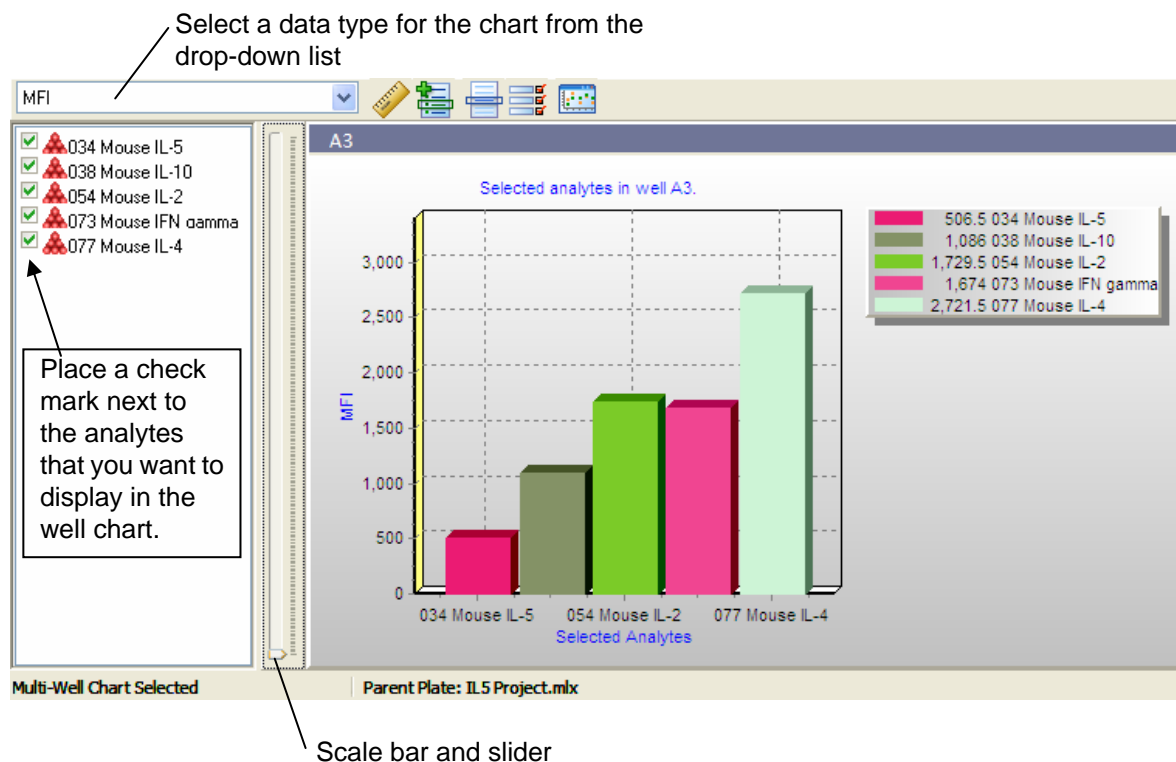 Select a data type for the chart from the
drop-down list
MFI
034 Mouse IL-5
038 Mouse IL-10
054 Mouse IL-2
073 Mouse IFN gamma
077 Mouse IL-4
Place a check
mark next to
the analytes
that you want to
display in the
well chart.
A3
Selected analytes in well A3.
3,000
2,500
2,000
1,500
1,000
500
0
MFI
034 Mouse IL-5
054 Mouse IL-2
077 Mouse IL-4
Selected Analytes
506.5 034 Mouse IL-5
1,086 038 Mouse IL-10
1,729.5 054 Mouse IL-2
1,674 073 Mouse IFN gamma
2,721.5 077 Mouse IL-4
Multi-Well Chart Selected
Parent Plate: IL5 Project.mlx
Scale bar and slider